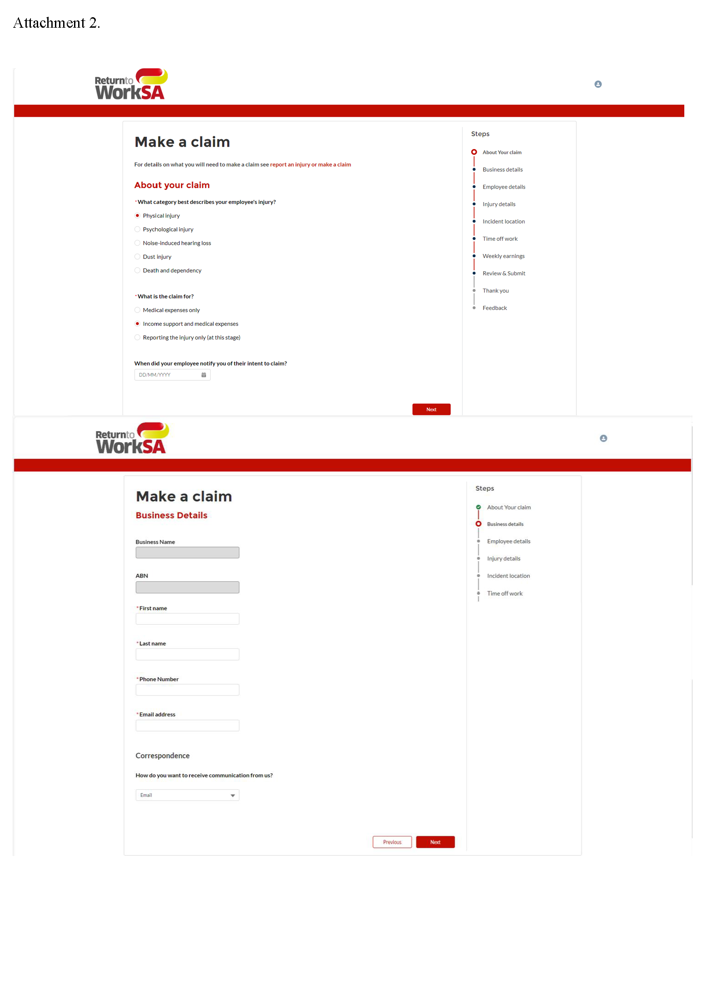 Attachment 2.
Returnto
WorkSA
Make a claim
For details on what you will need to make a claim see report an injury or make a claim
About your claim
*What category best describes your employee's injury?
Physical injury
Psychological injury
Noise-induced hearing loss
Dust injury
Death and dependency
*What is the claim for?
Medical expenses only
Income support and medical expenses
Reporting the injury only (at this stage)
When did your employee notify you of their intent to claim?
DD/MM/YYYY
Next
Steps
About Your claim
Business details
Employee details
Injury details
Incident location
Time off work
Weekly earnings
Review & Submit
Thank you
Feedback
Returnto
WorkSA
Make a claim
Business Details
Business Name
ABN
*First name
*Last name
*Phone Number
*Email address
Correspondence
How do you want to receive communication from us?
Email
Previous
Next
Steps
About Your claim
Business details
Employee details
Injury details
Incident location
Time off work